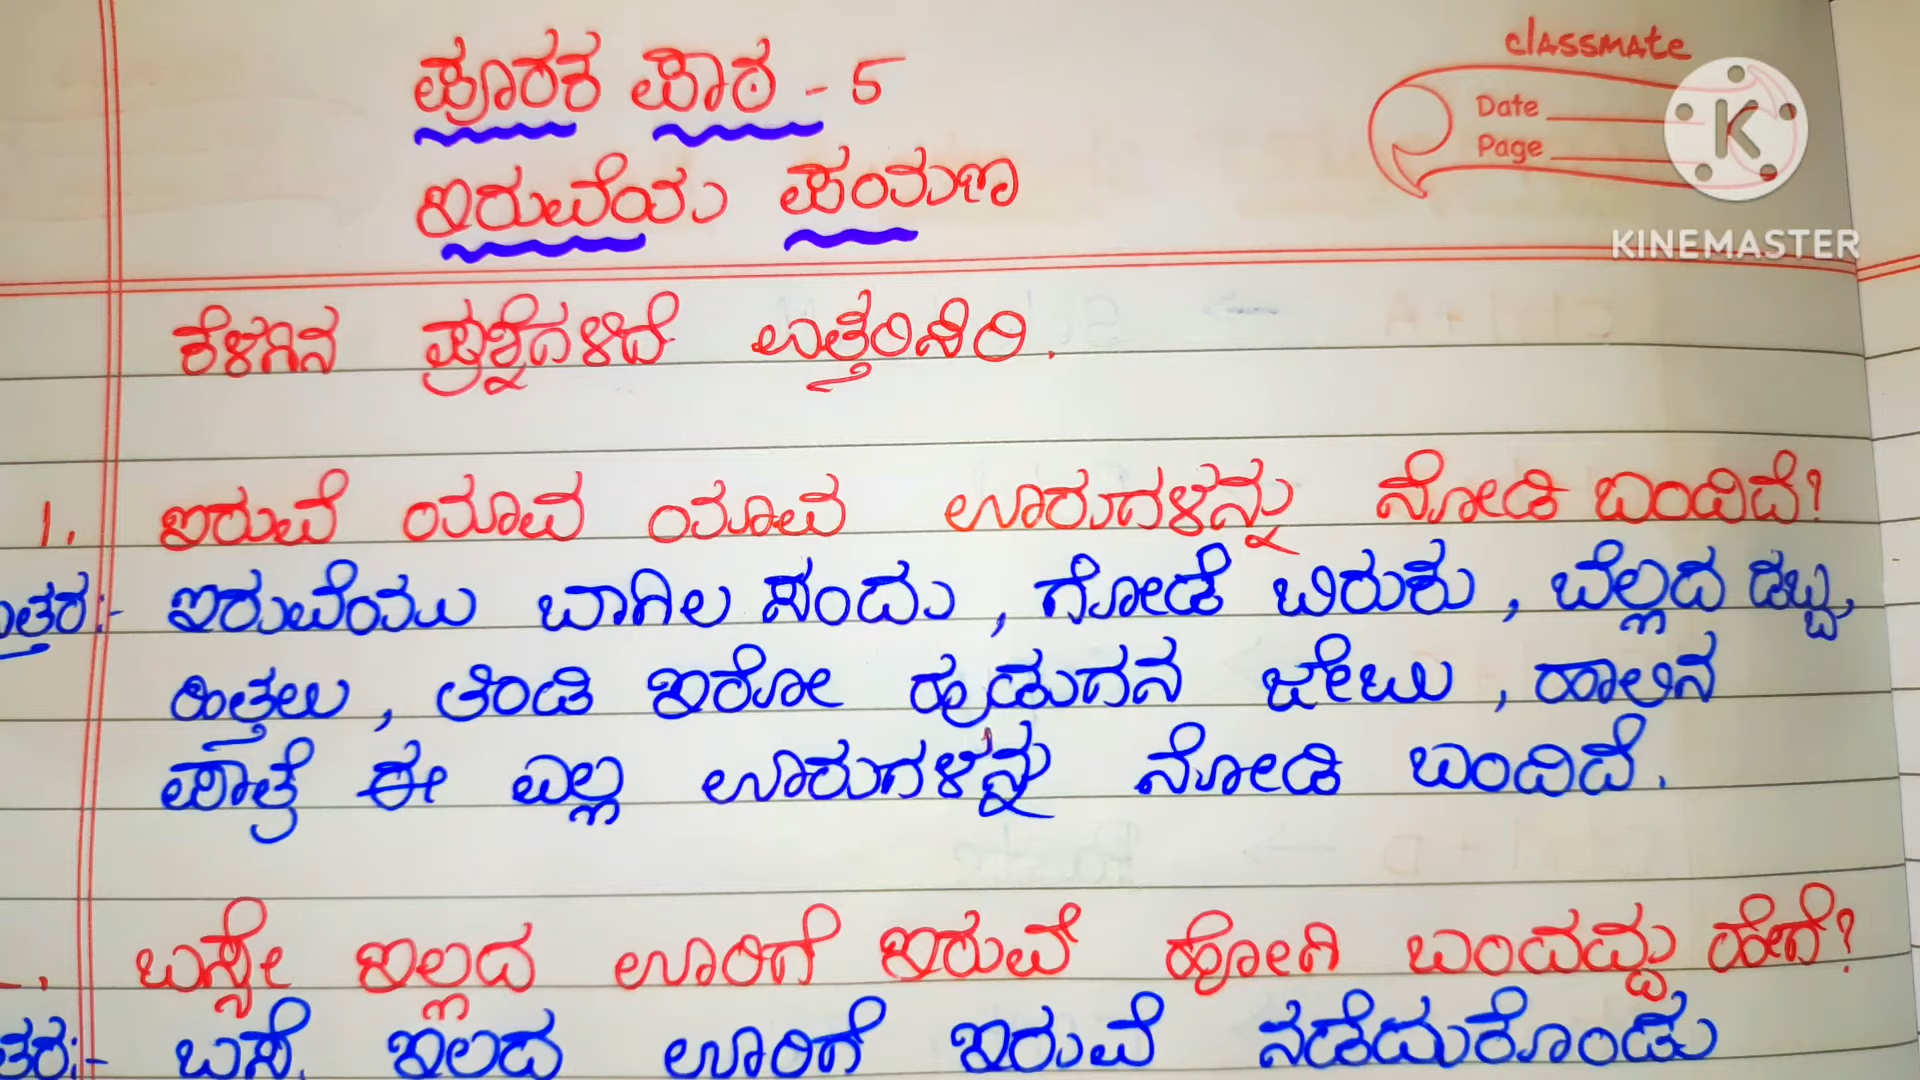 ಪೂರಕ ಪಾಠ - 5
classmate
Date
Page
KINEMASTER
ಇರುವೆಯ ಪಯಣ
ಕೆಳಗಿನ ಪ್ರಶ್ನೆಗಳಿಗೆ ಉತ್ತರಿಸಿರಿ.
1. ಇರುವೆ ಯಾವ ಯಾವ ಊರುಗಳನ್ನು ನೋಡಿ ಬಂದಿದೆ?
ತ್ತರ:- ಇರುವೆಯು ಬಾಗಿಲ ಸಂದು, ಗೋಡೆ ಬಿರುಕು, ಬೆಲ್ಲದ ಡಬ್ಬ,
ಹಿತ್ತಲು, ತಿಂಡಿ ಇರೋ ಹುಡುಗನ ಜೇಬು, ಹಾಲಿನ
ಪಾತ್ರೆ ಈ ಎಲ್ಲ ಊರುಗಳನ್ನು ನೋಡಿ ಬಂದಿದೆ.
ಬಸ್ಸೇ ಇಲ್ಲದ ಊರಿಗೆ ಇರುವೆ ಹೋಗಿ ಬಂದದ್ದು ಹೇಗೆ?
ತರ:- ಬಸ್ಸೆ ಇಲ್ಲದ ಊರಿಗೆ ಇರುವೆ ನಡೆದುಕೊಂಡು